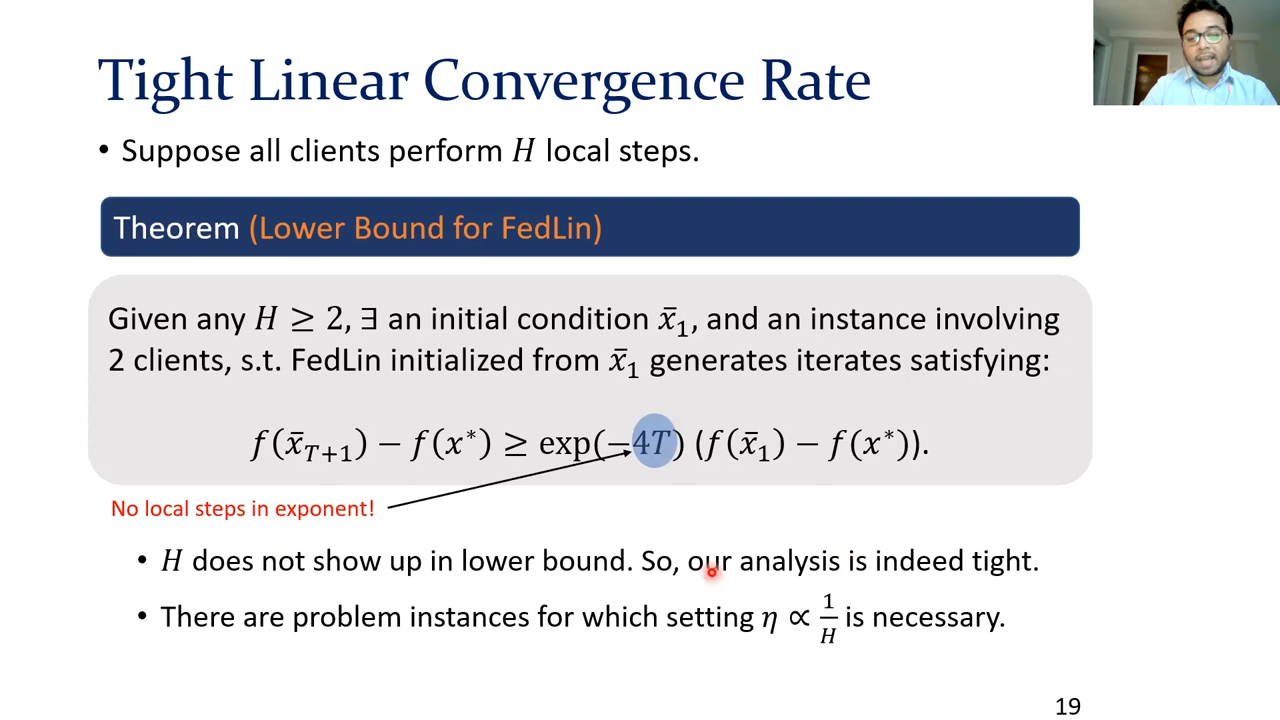 Tight Linear Convergence Rate
• Suppose all clients perform H local steps.
Theorem (Lower Bound for FedLin)
Given any H ≥ 2, ∃ an initial condition x̄₁, and an instance involving
2 clients, s.t. FedLin initialized from x̄₁ generates iterates satisfying:
f(x̄_{T+1}) − f(x*) ≥ exp(−4T) (f(x̄₁) − f(x*)).
No local steps in exponent!
• H does not show up in lower bound. So, our analysis is indeed tight.
• There are problem instances for which setting η ∝ 1/H is necessary.
19